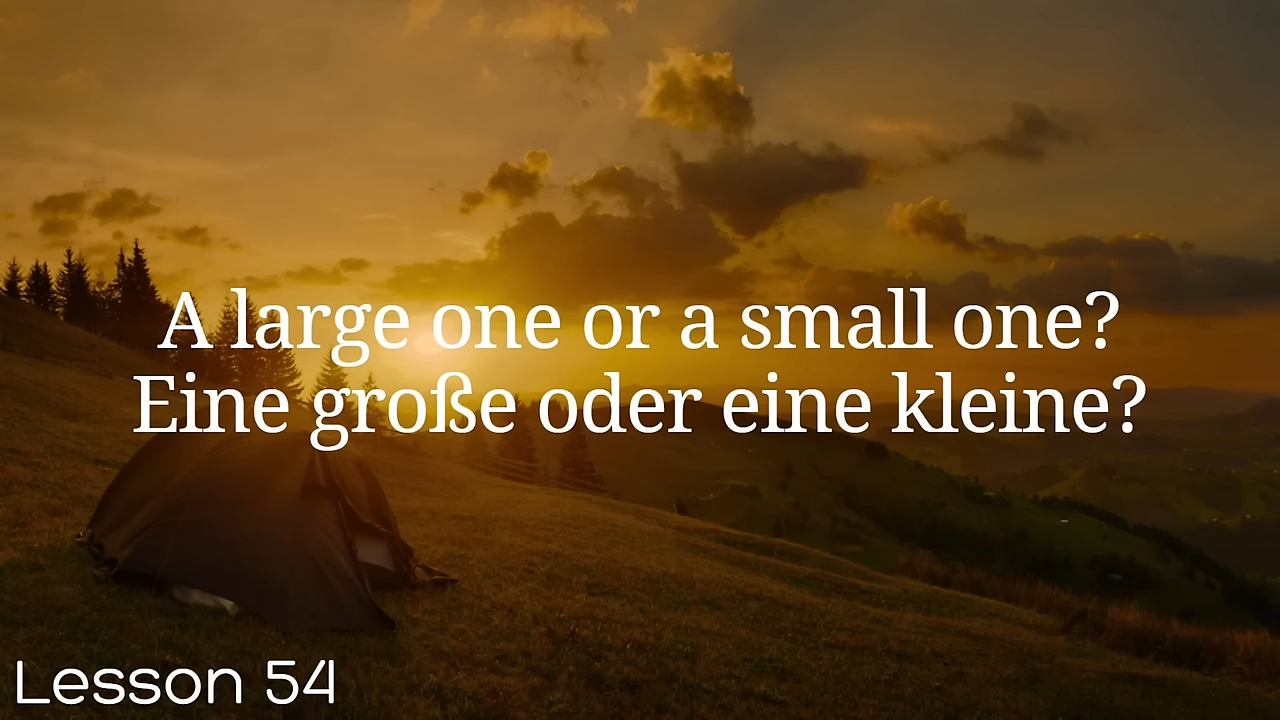 A large one or a small one?
Eine große oder eine kleine?
Lesson 54